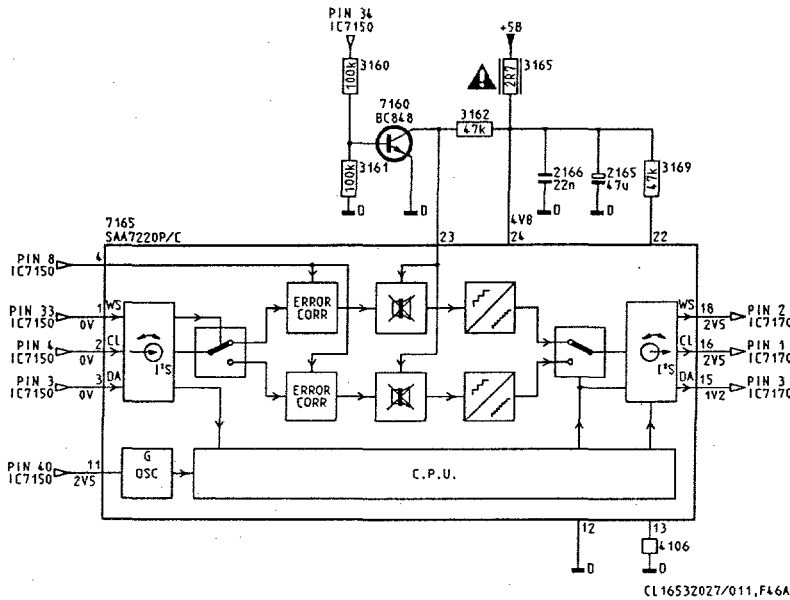 PIN 34
IC7150
+5B
3160
100k
3165
2R7
7160
BC848
3162
47k
3161
100k
2166
22n
2165
47u
3169
47k
D
D
D
D
4V8
7165
SAA7220P/C
23
24
22
PIN 8
IC7150
4
ERROR
CORR
PIN 33
IC7150
1
0V
WS
PIN 4
IC7150
2
0V
CL
I²S
PIN 3
IC7150
3
0V
DA
ERROR
CORR
WS
18
2V5
PIN 2
IC7170
CL
16
2V5
PIN 1
IC7170
I²S
DA
15
1V2
PIN 3
IC7170
PIN 40
IC7150
11
2V5
G
OSC
C.P.U.
12
13
4106
D
D
CL16532027/011,F46A